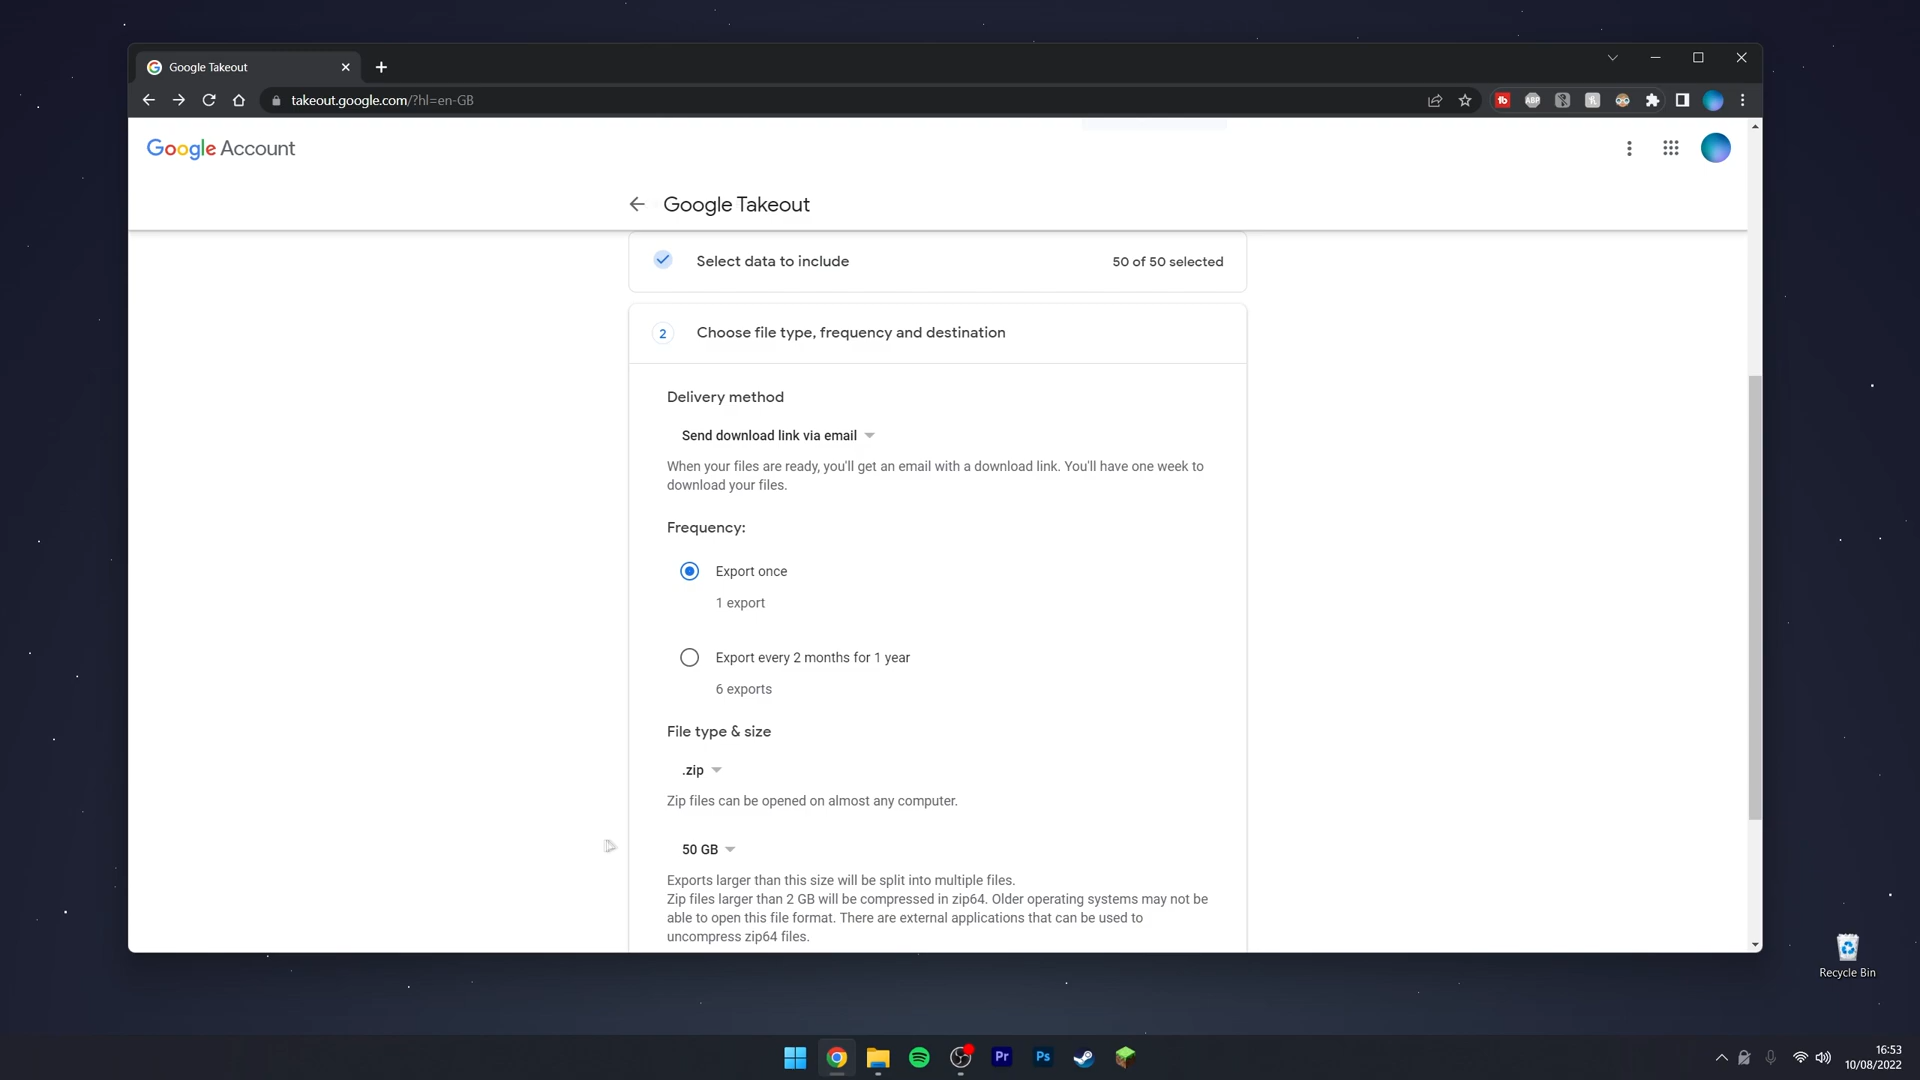 Google Takeout
takeout.google.com/?hl=en-GB
Google Account
Google Takeout
Select data to include
50 of 50 selected
2
Choose file type, frequency and destination
Delivery method
Send download link via email
When your files are ready, you'll get an email with a download link. You'll have one week to
download your files.
Frequency:
Export once
1 export
Export every 2 months for 1 year
6 exports
File type & size
.zip
Zip files can be opened on almost any computer.
50 GB
Exports larger than this size will be split into multiple files.
Zip files larger than 2 GB will be compressed in zip64. Older operating systems may not be
able to open this file format. There are external applications that can be used to
uncompress zip64 files.
Recycle Bin
Pr
Ps
16:53
10/08/2022